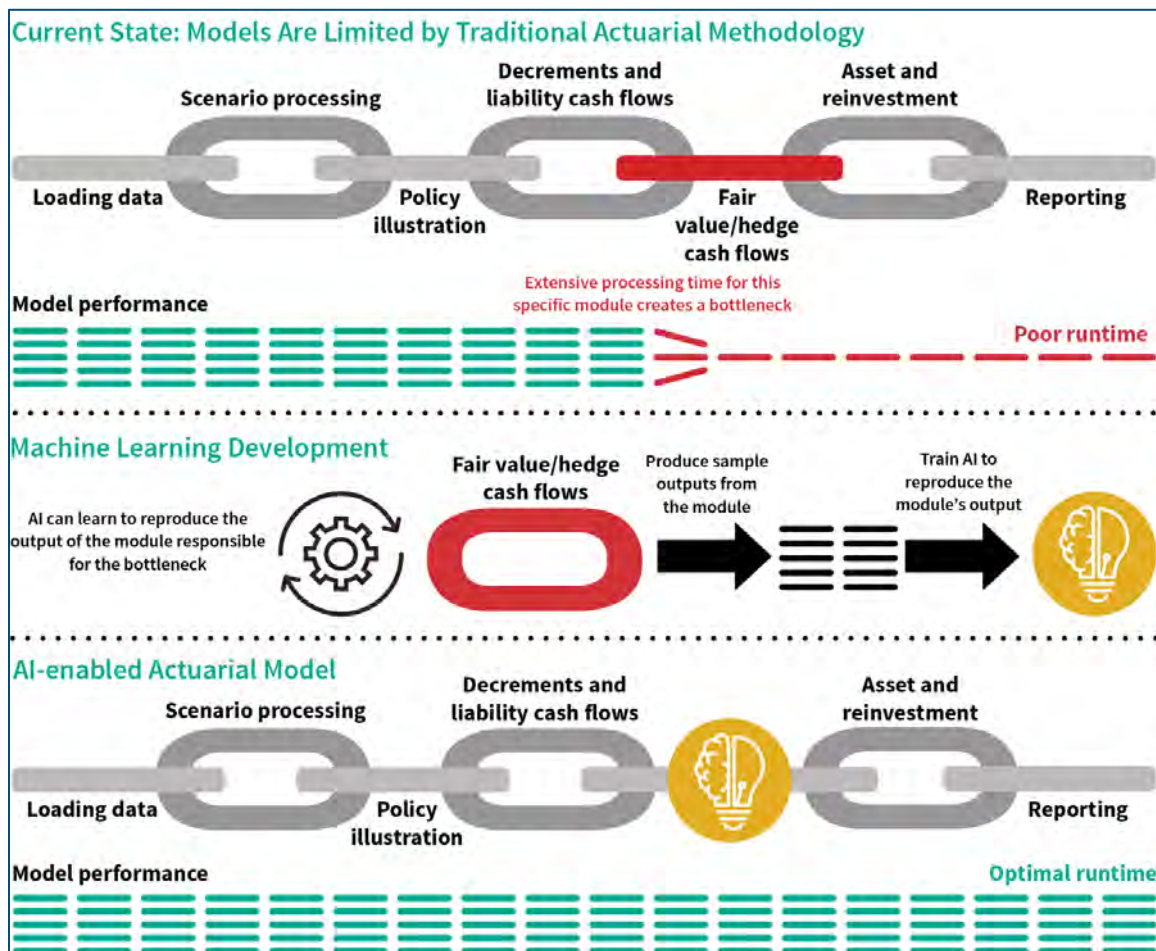 Current State: Models Are Limited by Traditional Actuarial Methodology
Scenario processing
Decrements and
liability cash flows
Asset and
reinvestment
Loading data
Policy
illustration
Fair
value/hedge
cash flows
Reporting
Extensive processing time for this
specific module creates a bottleneck
Model performance
Poor runtime
Machine Learning Development
AI can learn to reproduce the
output of the module responsible
for the bottleneck
Fair value/hedge
cash flows
Produce sample
outputs from
the module
Train AI to
reproduce the
module's output
AI-enabled Actuarial Model
Scenario processing
Decrements and
liability cash flows
Asset and
reinvestment
Loading data
Policy
illustration
Reporting
Model performance
Optimal runtime